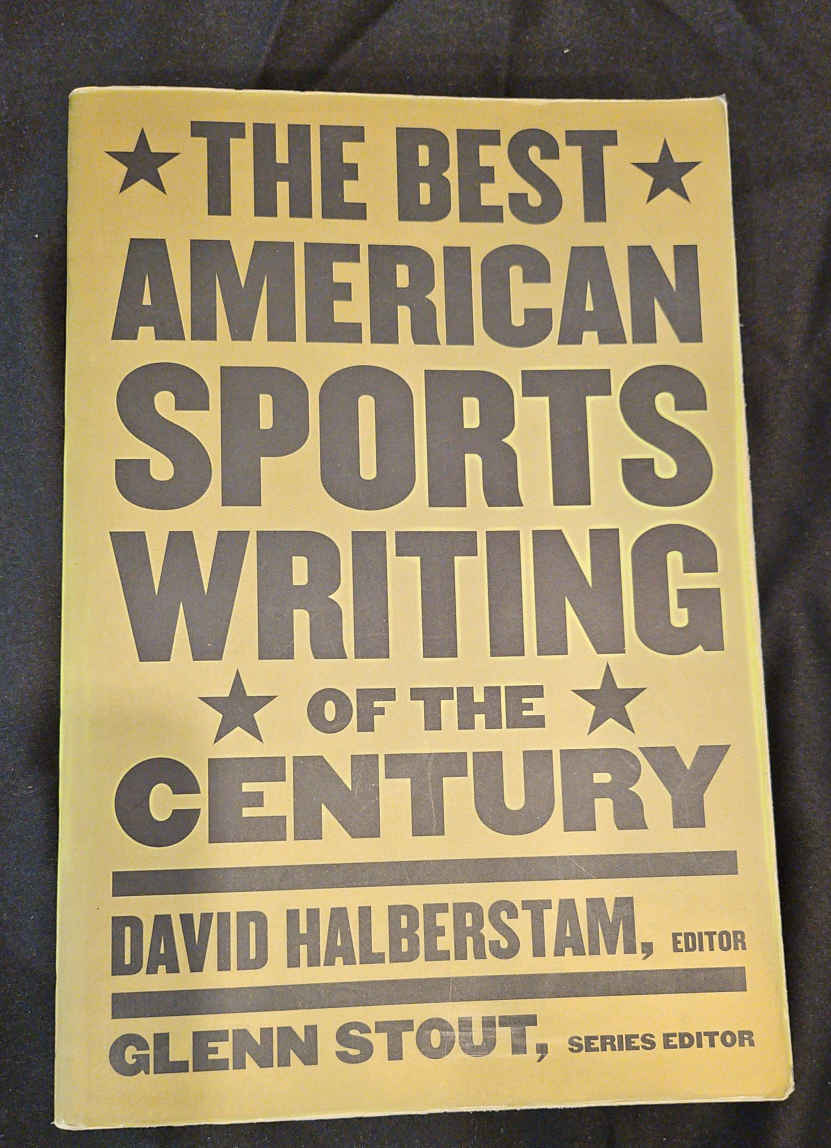 THE BEST
AMERICAN
SPORTS
WRITING
OF THE
CENTURY
DAVID HALBERSTAM, EDITOR
GLENN STOUT, SERIES EDITOR